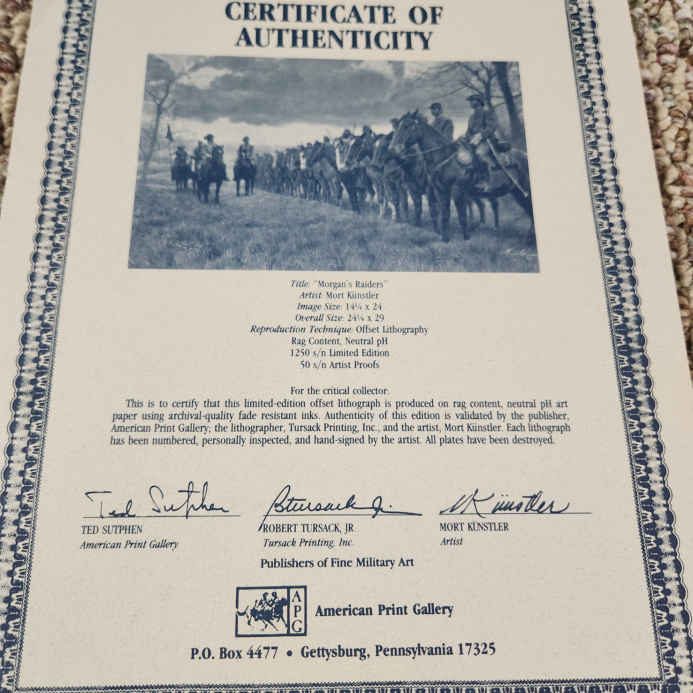 CERTIFICATE OF
AUTHENTICITY
Title: "Morgan's Raiders"
Artist: Mort Künstler
Image Size: 14¼ x 24
Overall Size: 24¼ x 29
Reproduction Technique: Offset Lithography
Rag Content, Neutral pH
1250 s/n Limited Edition
50 s/n Artist Proofs
For the critical collector:
This is to certify that this limited-edition offset lithograph is produced on rag content, neutral pH art
paper using archival-quality fade resistant inks. Authenticity of this edition is validated by the publisher,
American Print Gallery; the lithographer, Tursack Printing, Inc., and the artist, Mort Künstler. Each lithograph
has been numbered, personally inspected, and hand-signed by the artist. All plates have been destroyed.
Ted Sutphen RTursack Jr. MKünstler
TED SUTPHEN ROBERT TURSACK, JR. MORT KÜNSTLER
American Print Gallery Tursack Printing, Inc. Artist
Publishers of Fine Military Art
APG American Print Gallery
P.O. Box 4477 • Gettysburg, Pennsylvania 17325